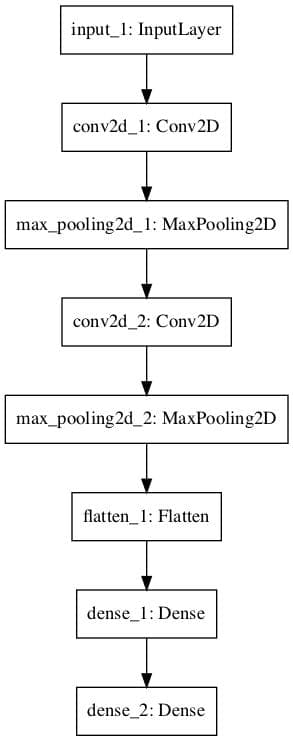 input_1: InputLayer
conv2d_1: Conv2D
max_pooling2d_1: MaxPooling2D
conv2d_2: Conv2D
max_pooling2d_2: MaxPooling2D
flatten_1: Flatten
dense_1: Dense
dense_2: Dense